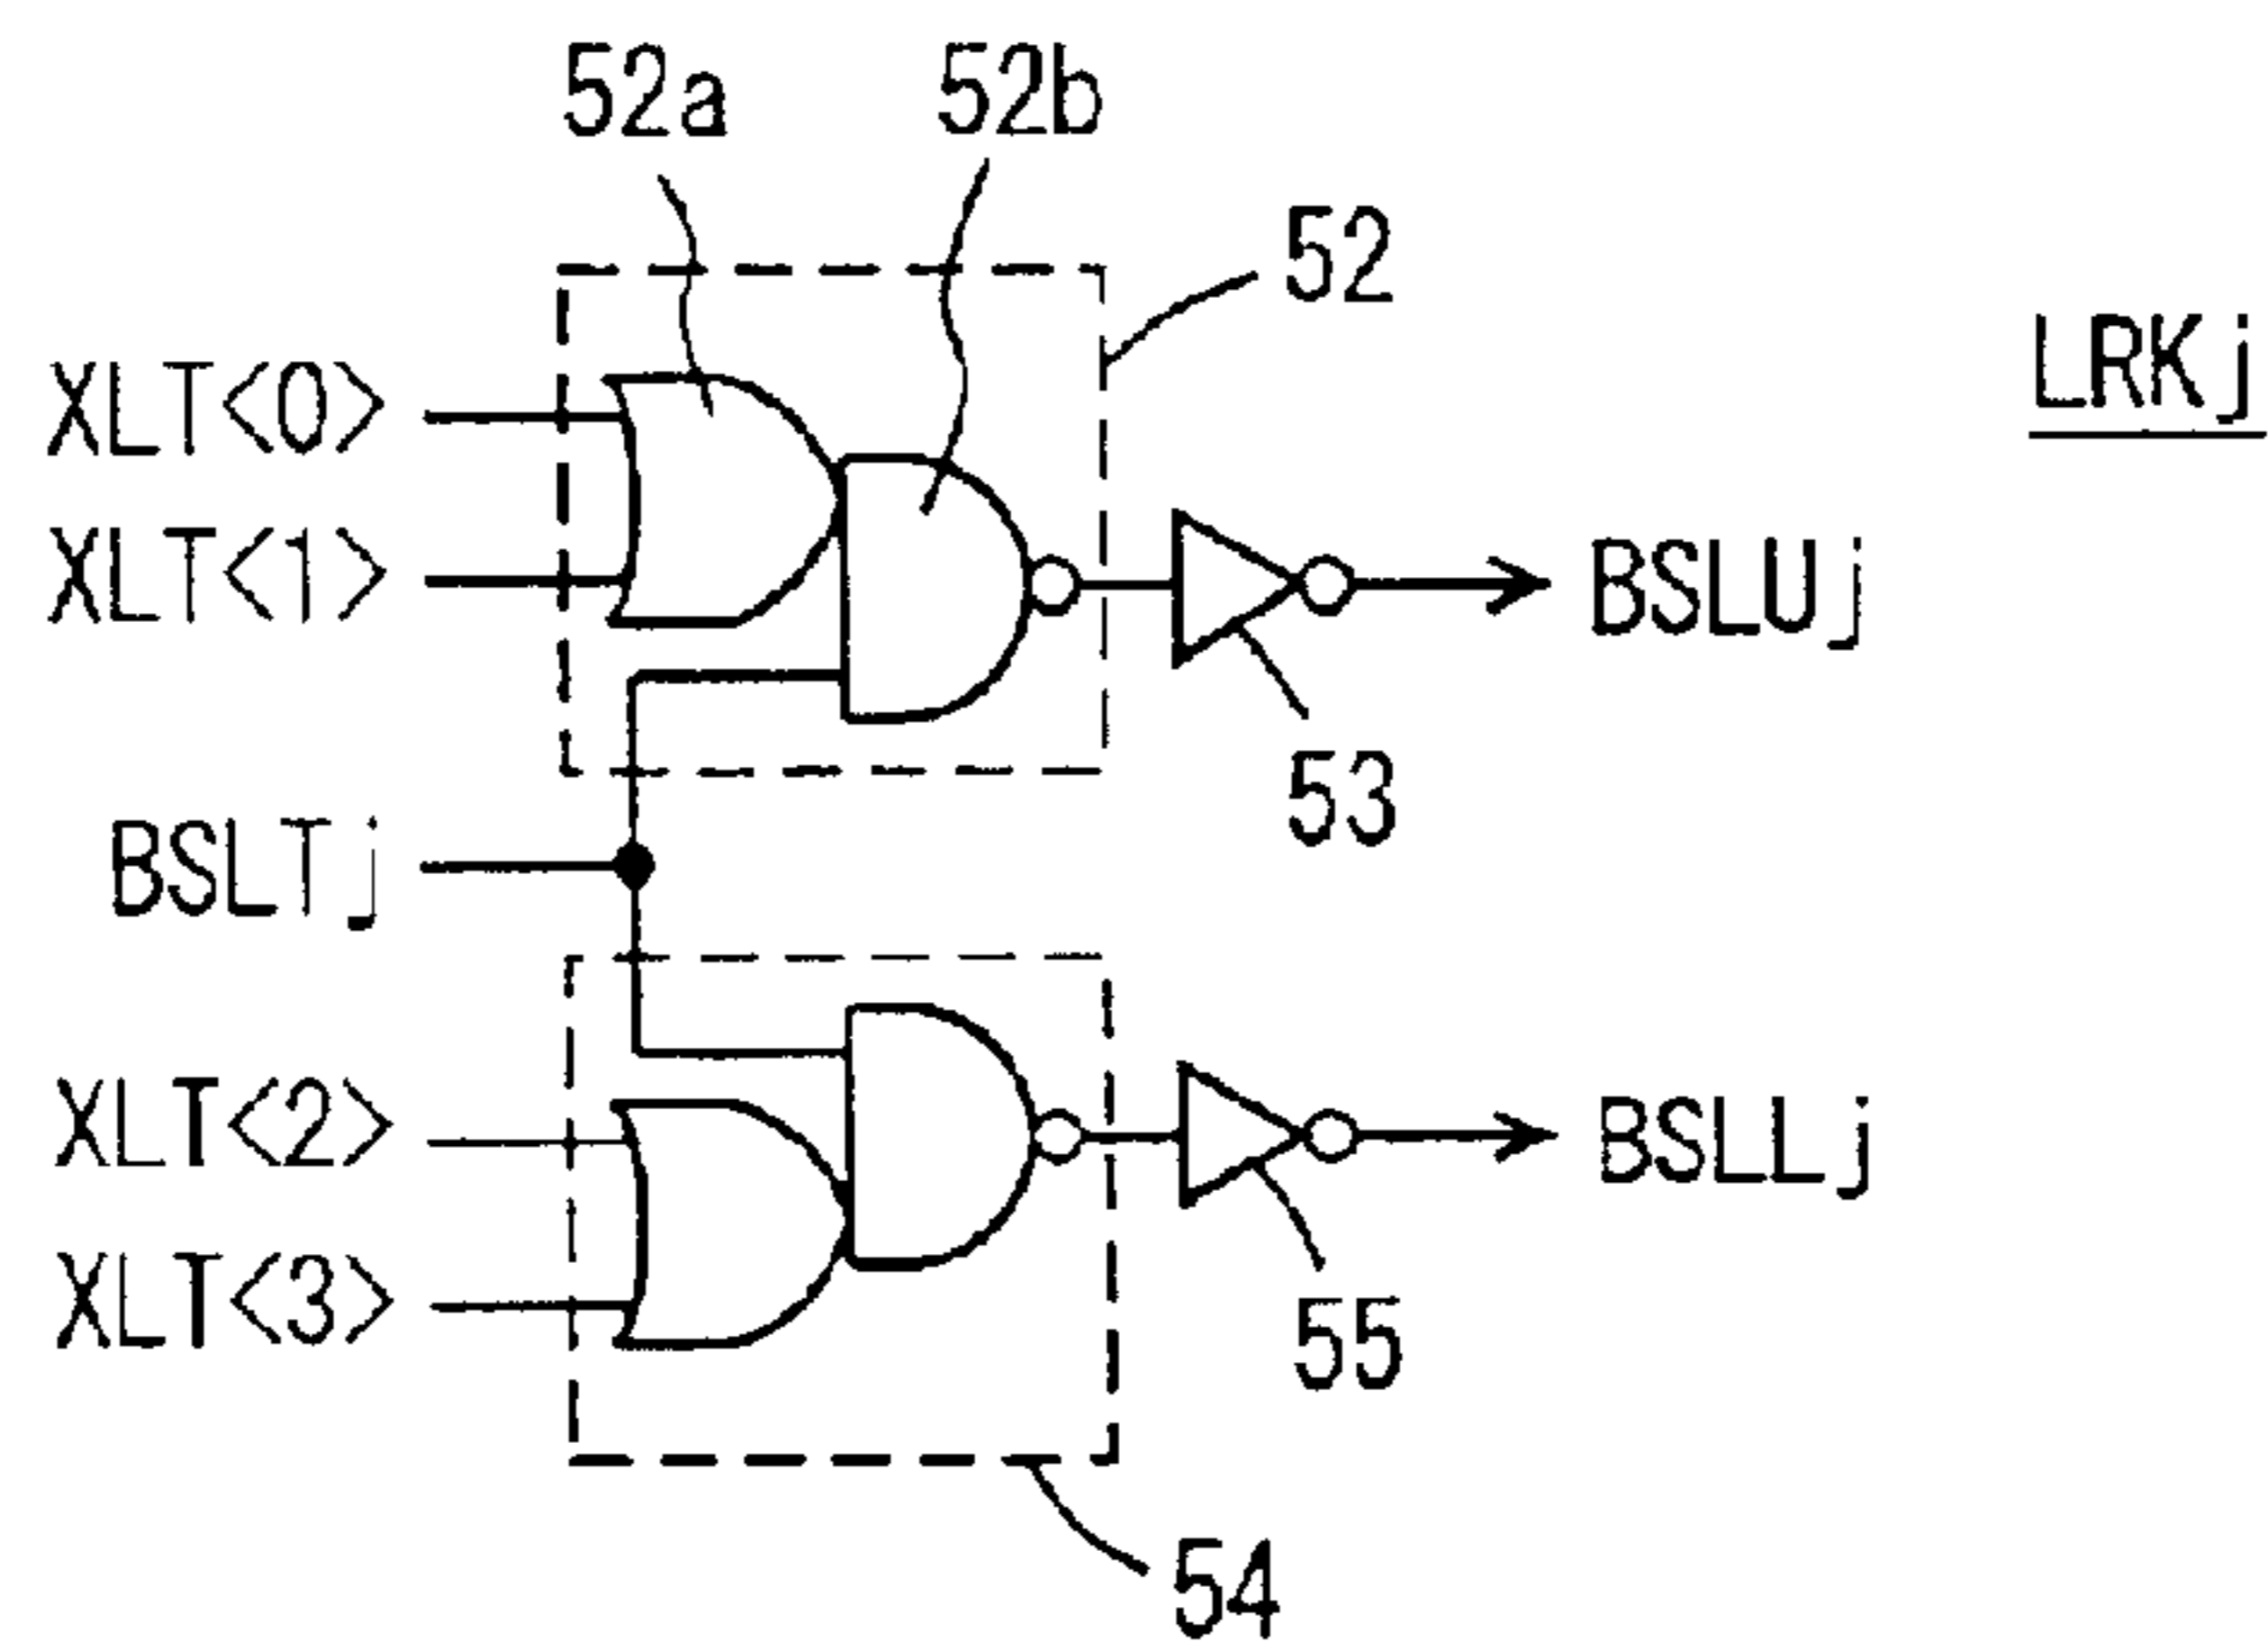 52a
52b
52
LRKj
XLT<0>
XLT<1>
BSLUj
53
BSLTj
XLT<2>
BSLLj
XLT<3>
55
54